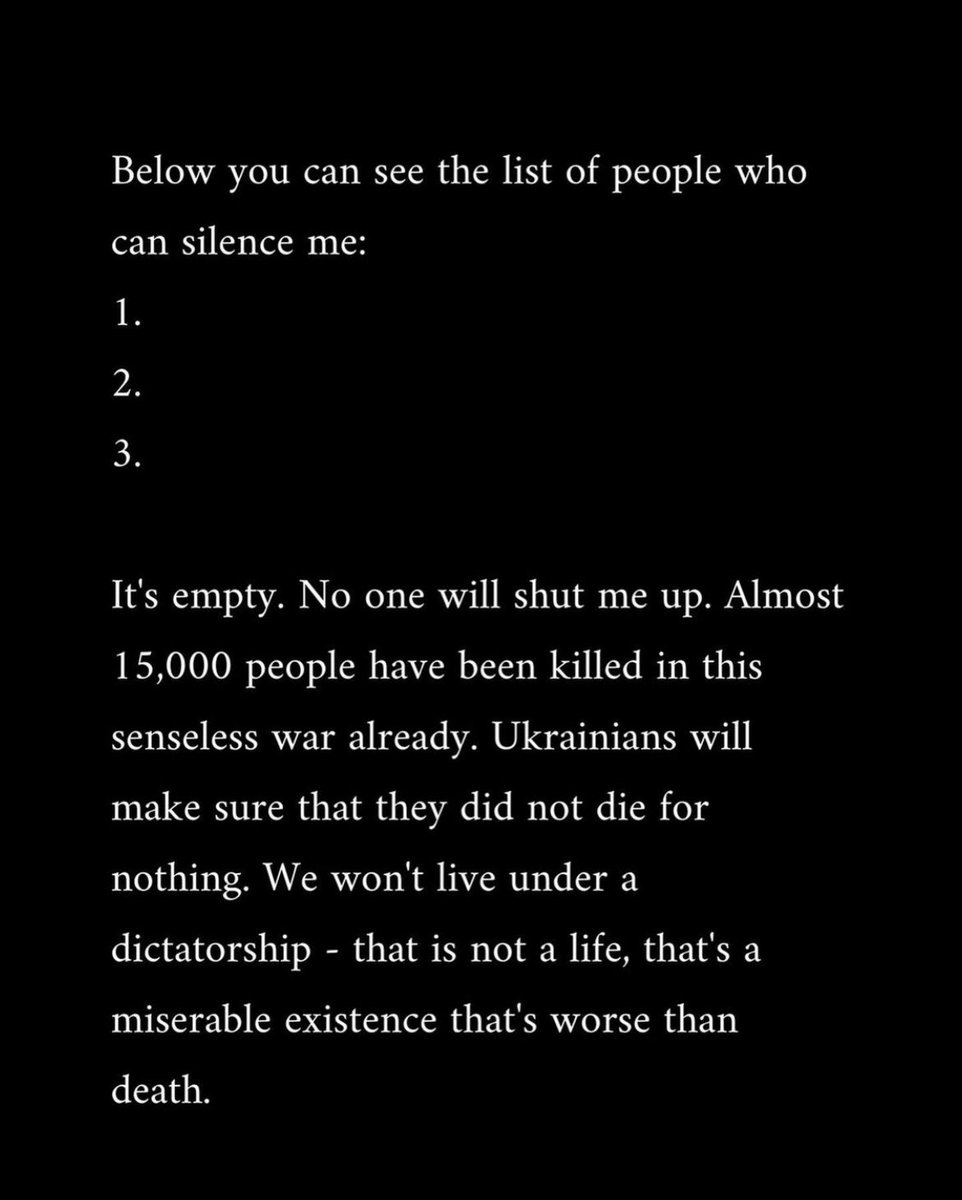 Below you can see the list of people who
can silence me:
1.
2.
3.
It's empty. No one will shut me up. Almost
15,000 people have been killed in this
senseless war already. Ukrainians will
make sure that they did not die for
nothing. We won't live under a
dictatorship - that is not a life, that's a
miserable existence that's worse than
death.